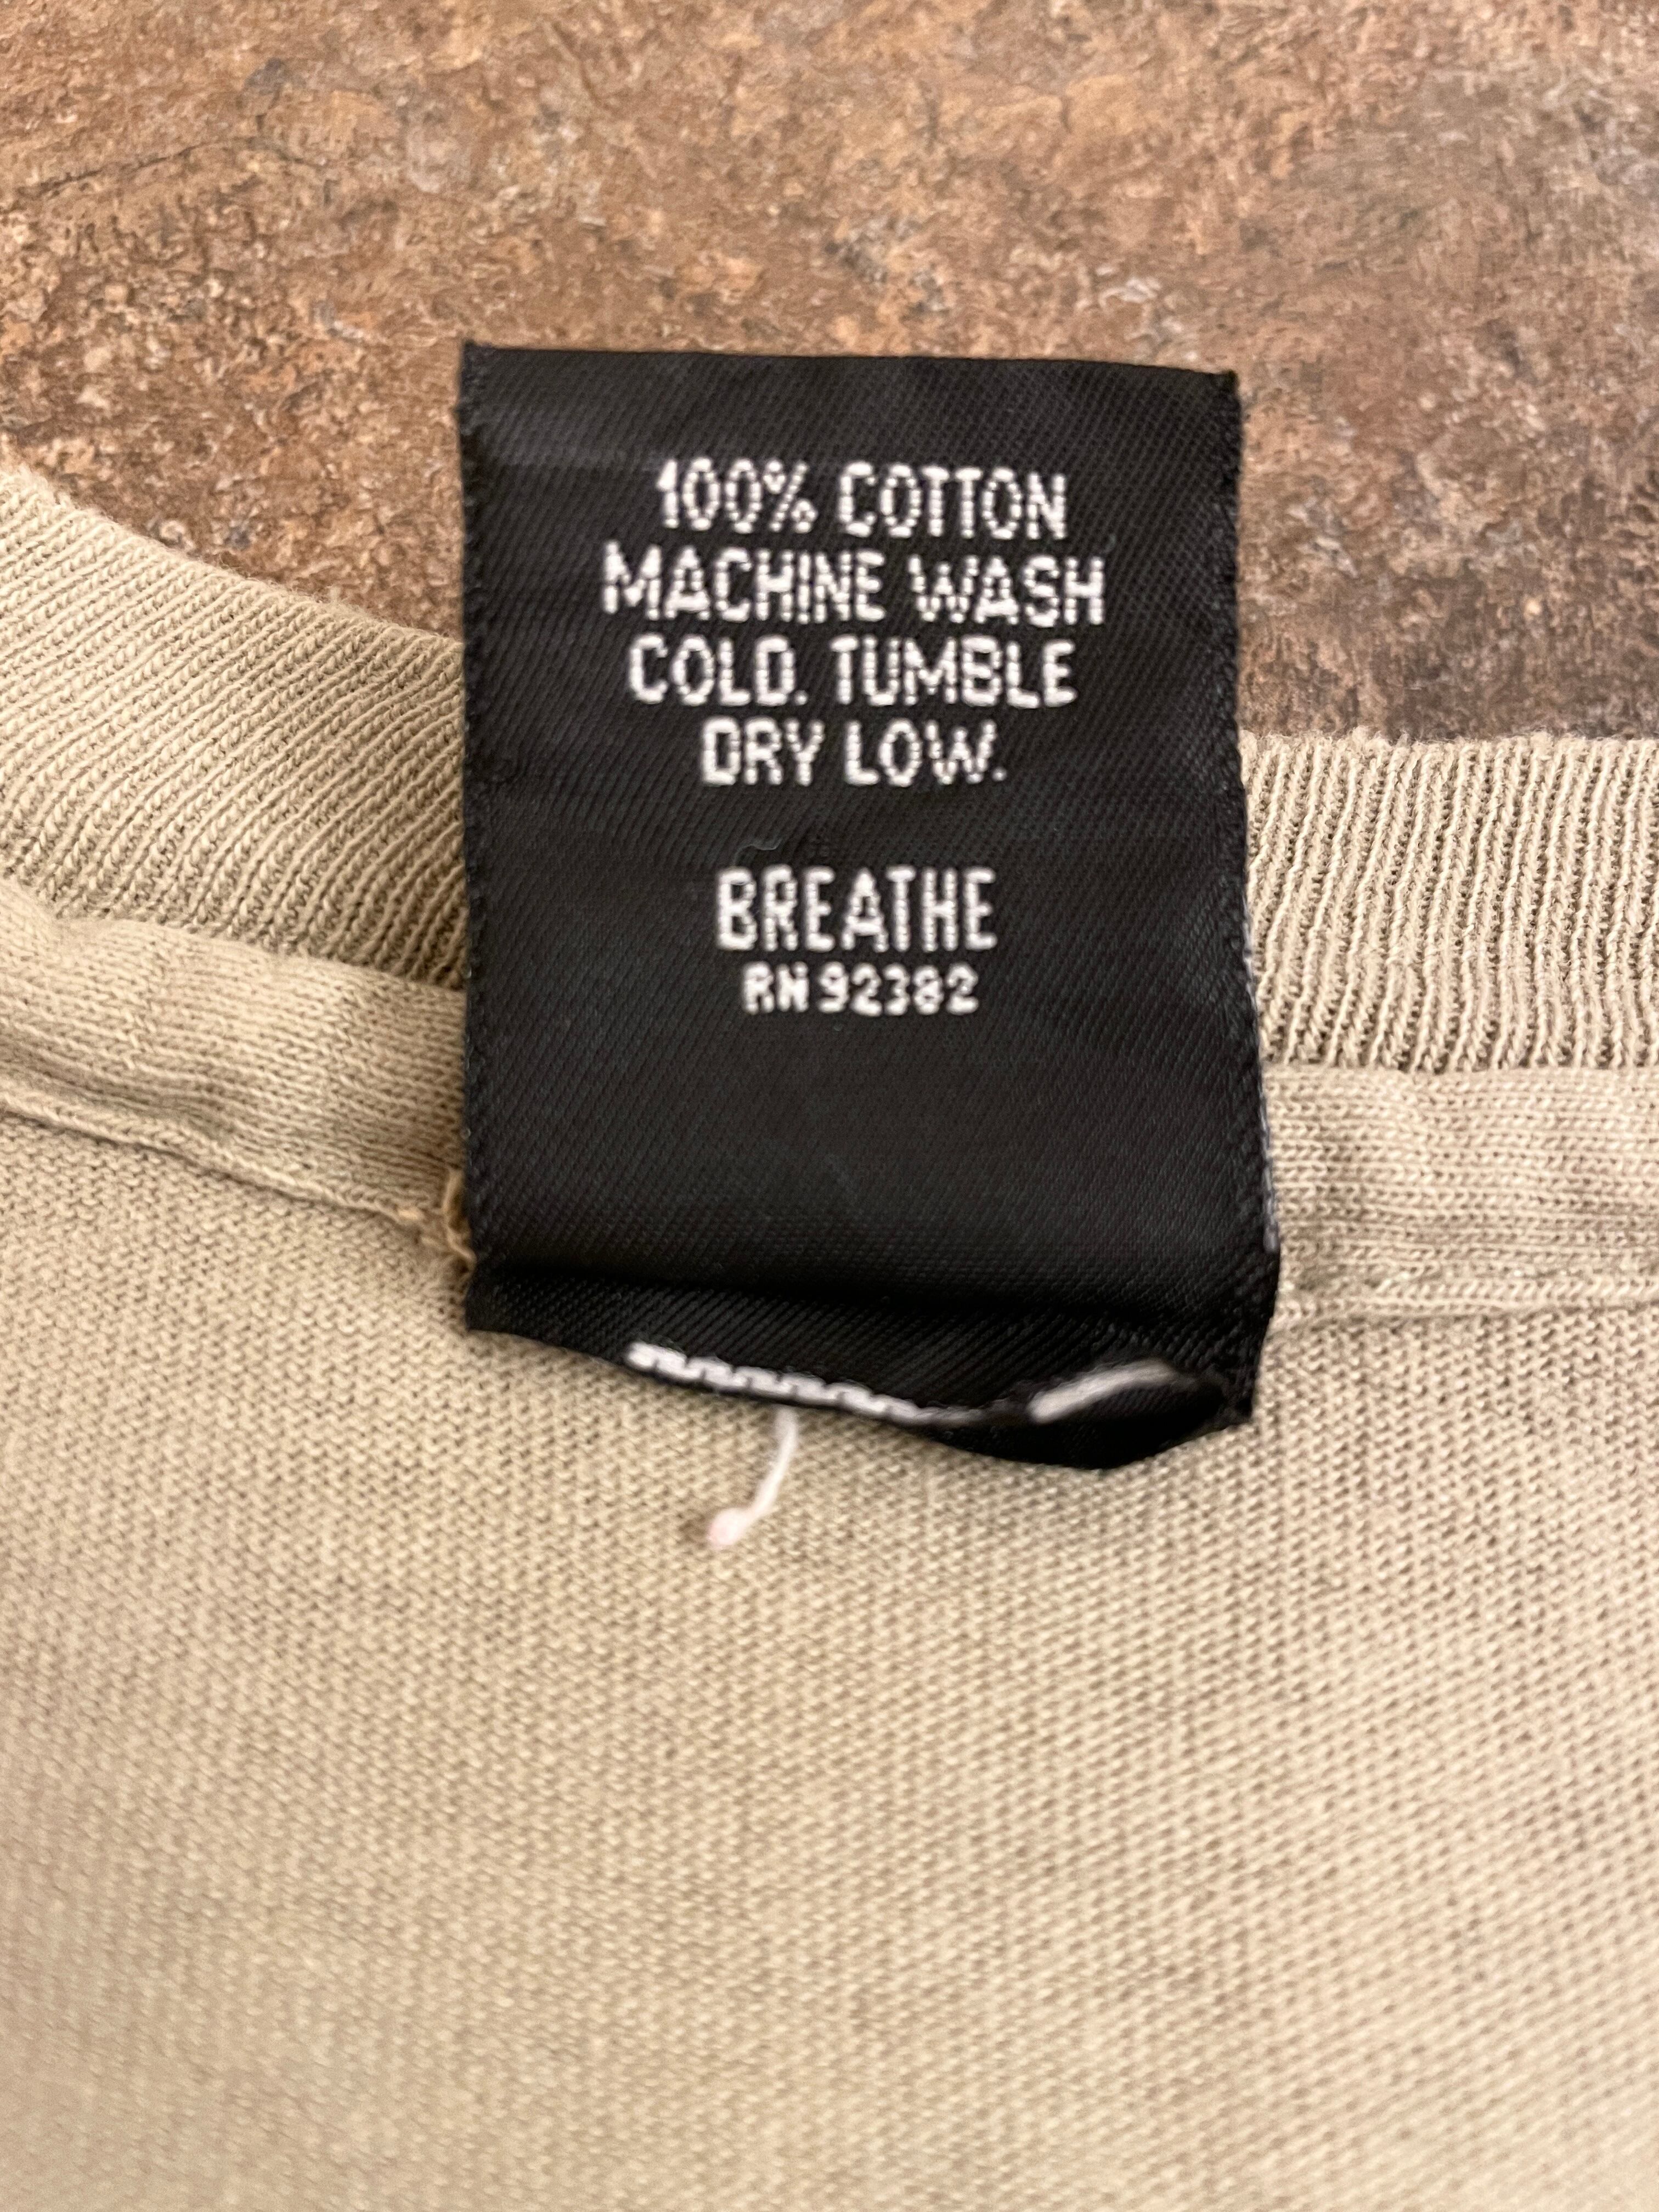 100% COTTON
MACHINE WASH
COLD. TUMBLE
DRY LOW.
BREATHE
RN 92382